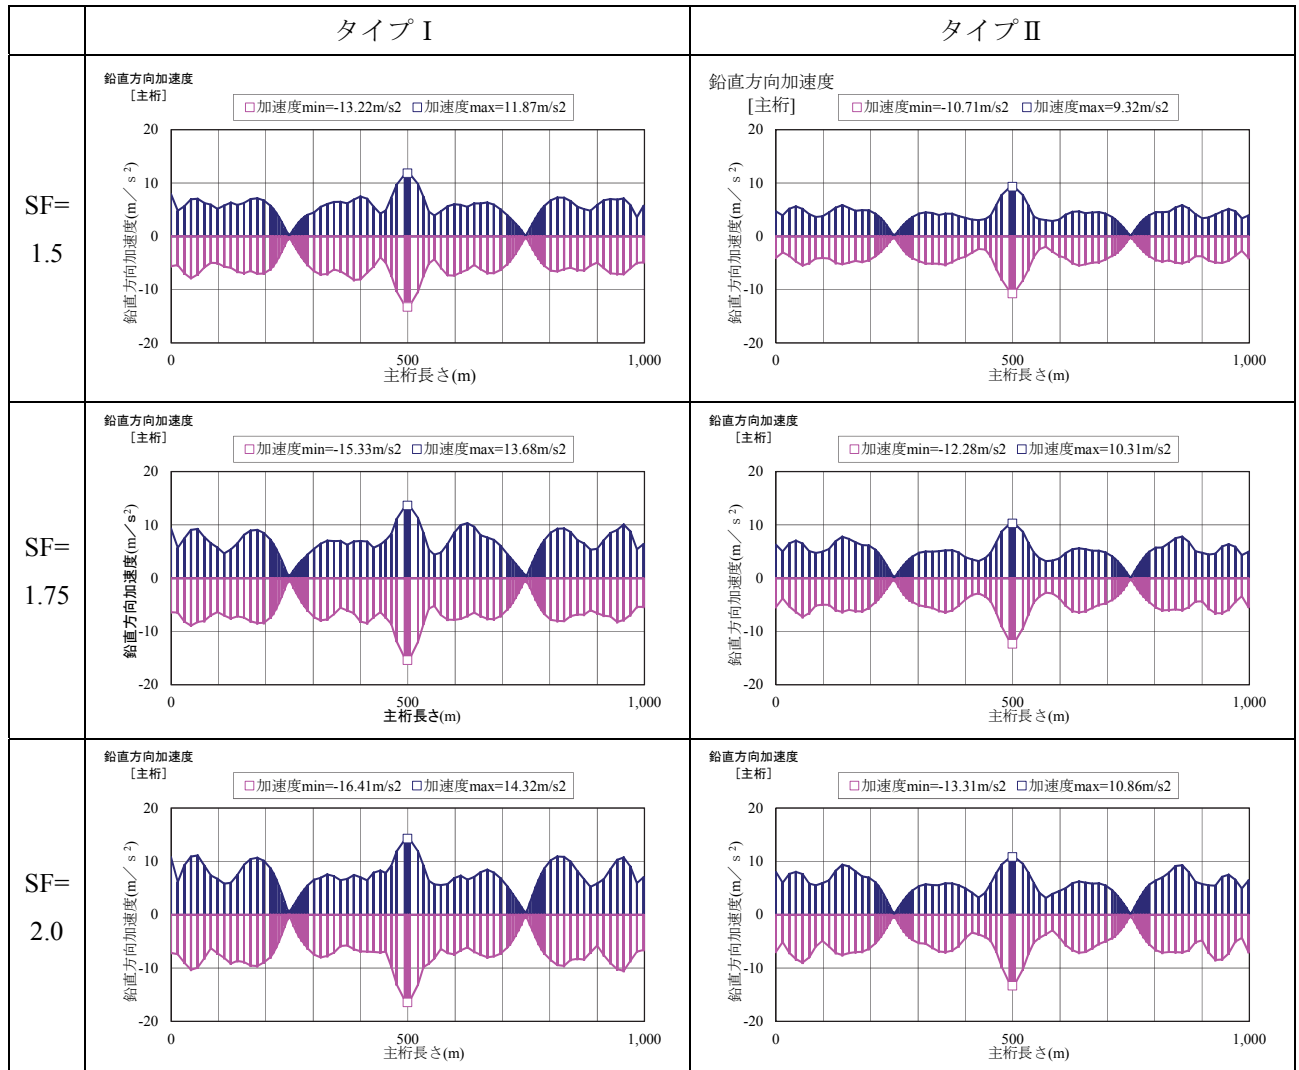 タイプⅠ
タイプⅡ
SF=
1.5
鉛直方向加速度
[主桁]
□加速度min=-13.22m/s2 □加速度max=11.87m/s2
鉛直方向加速度(m／ｓ²)
20
10
0
-10
-20
0
500
1,000
主桁長さ(m)
鉛直方向加速度
[主桁]
□加速度min=-10.71m/s2 □加速度max=9.32m/s2
鉛直方向加速度(m／ｓ²)
20
10
0
-10
-20
0
500
1,000
主桁長さ(m)
SF=
1.75
鉛直方向加速度
[主桁]
□加速度min=-15.33m/s2 □加速度max=13.68m/s2
鉛直方向加速度(m／ｓ²)
20
10
0
-10
-20
0
500
1,000
主桁長さ(m)
鉛直方向加速度
[主桁]
□加速度min=-12.28m/s2 □加速度max=10.31m/s2
鉛直方向加速度(m／ｓ²)
20
10
0
-10
-20
0
500
1,000
主桁長さ(m)
SF=
2.0
鉛直方向加速度
[主桁]
□加速度min=-16.41m/s2 □加速度max=14.32m/s2
鉛直方向加速度(m／ｓ²)
20
10
0
-10
-20
0
500
1,000
主桁長さ(m)
鉛直方向加速度
[主桁]
□加速度min=-13.31m/s2 □加速度max=10.86m/s2
鉛直方向加速度(m／ｓ²)
20
10
0
-10
-20
0
500
1,000
主桁長さ(m)